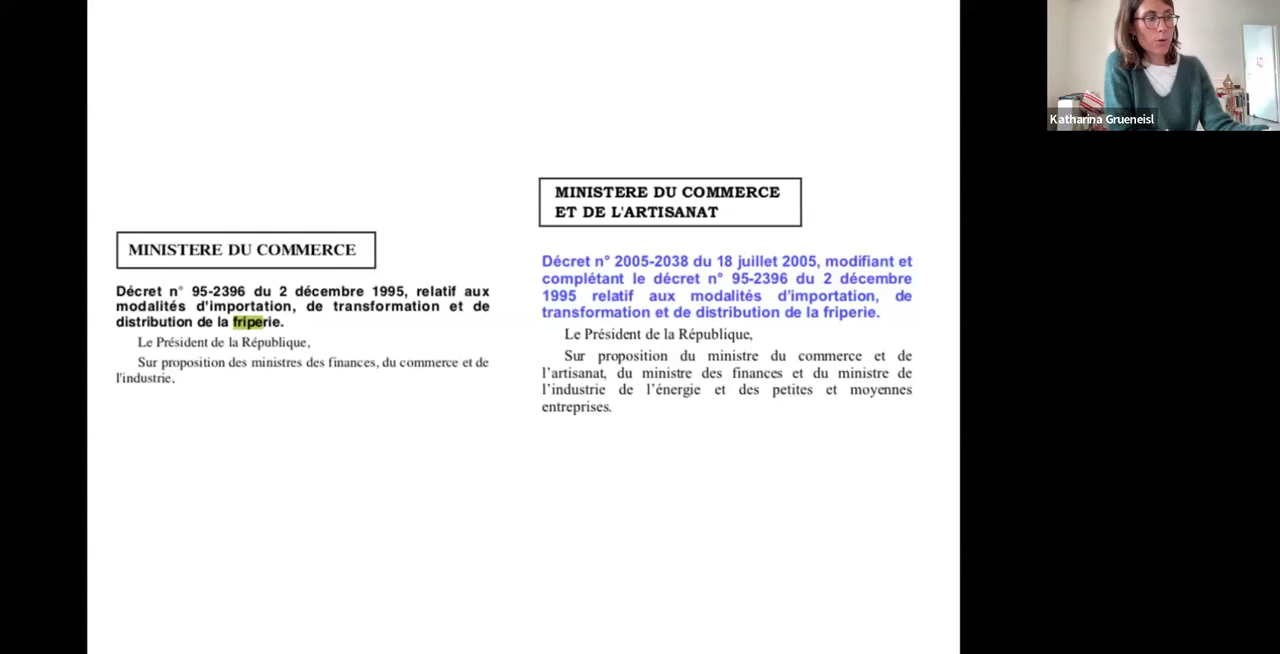 MINISTERE DU COMMERCE
Décret n° 95-2396 du 2 décembre 1995, relatif aux
modalités d'importation, de transformation et de
distribution de la friperie.
Le Président de la République,
Sur proposition des ministres des finances, du commerce et de
l'industrie,
MINISTERE DU COMMERCE
ET DE L'ARTISANAT
Décret n° 2005-2038 du 18 juillet 2005, modifiant et
complétant le décret n° 95-2396 du 2 décembre
1995 relatif aux modalités d'importation, de
transformation et de distribution de la friperie.
Le Président de la République,
Sur proposition du ministre du commerce et de
l'artisanat, du ministre des finances et du ministre de
l'industrie de l'énergie et des petites et moyennes
entreprises.
Katharina Grueneisl